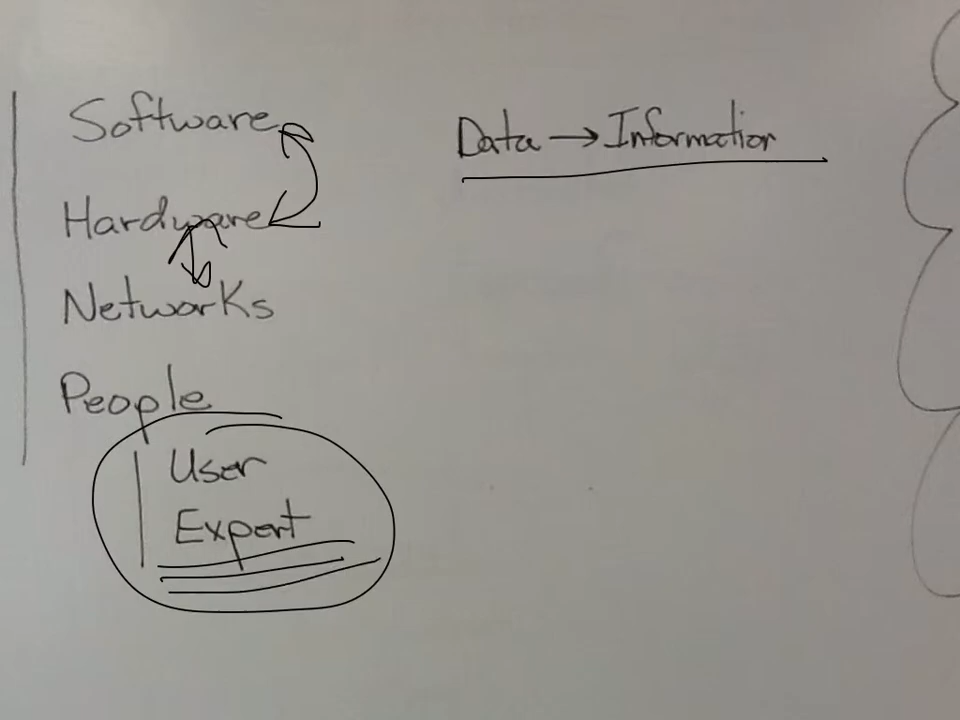 Software
Data → Information
Hardware
Networks
People
User
Expert